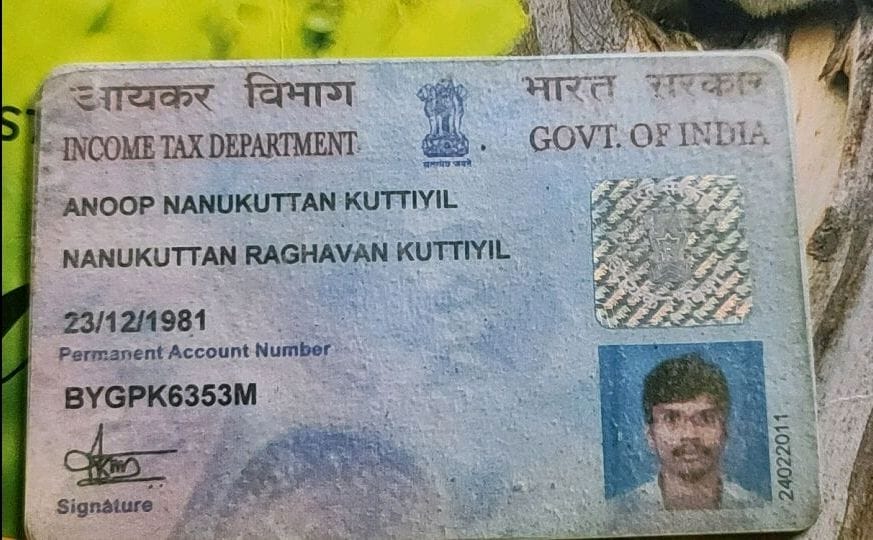 आयकर विभाग
भारत सरकार
INCOME TAX DEPARTMENT
GOVT. OF INDIA
सत्यमेव जयते
ANOOP NANUKUTTAN KUTTIYIL
NANUKUTTAN RAGHAVAN KUTTIYIL
23/12/1981
Permanent Account Number
BYGPK6353M
Signature
24022011